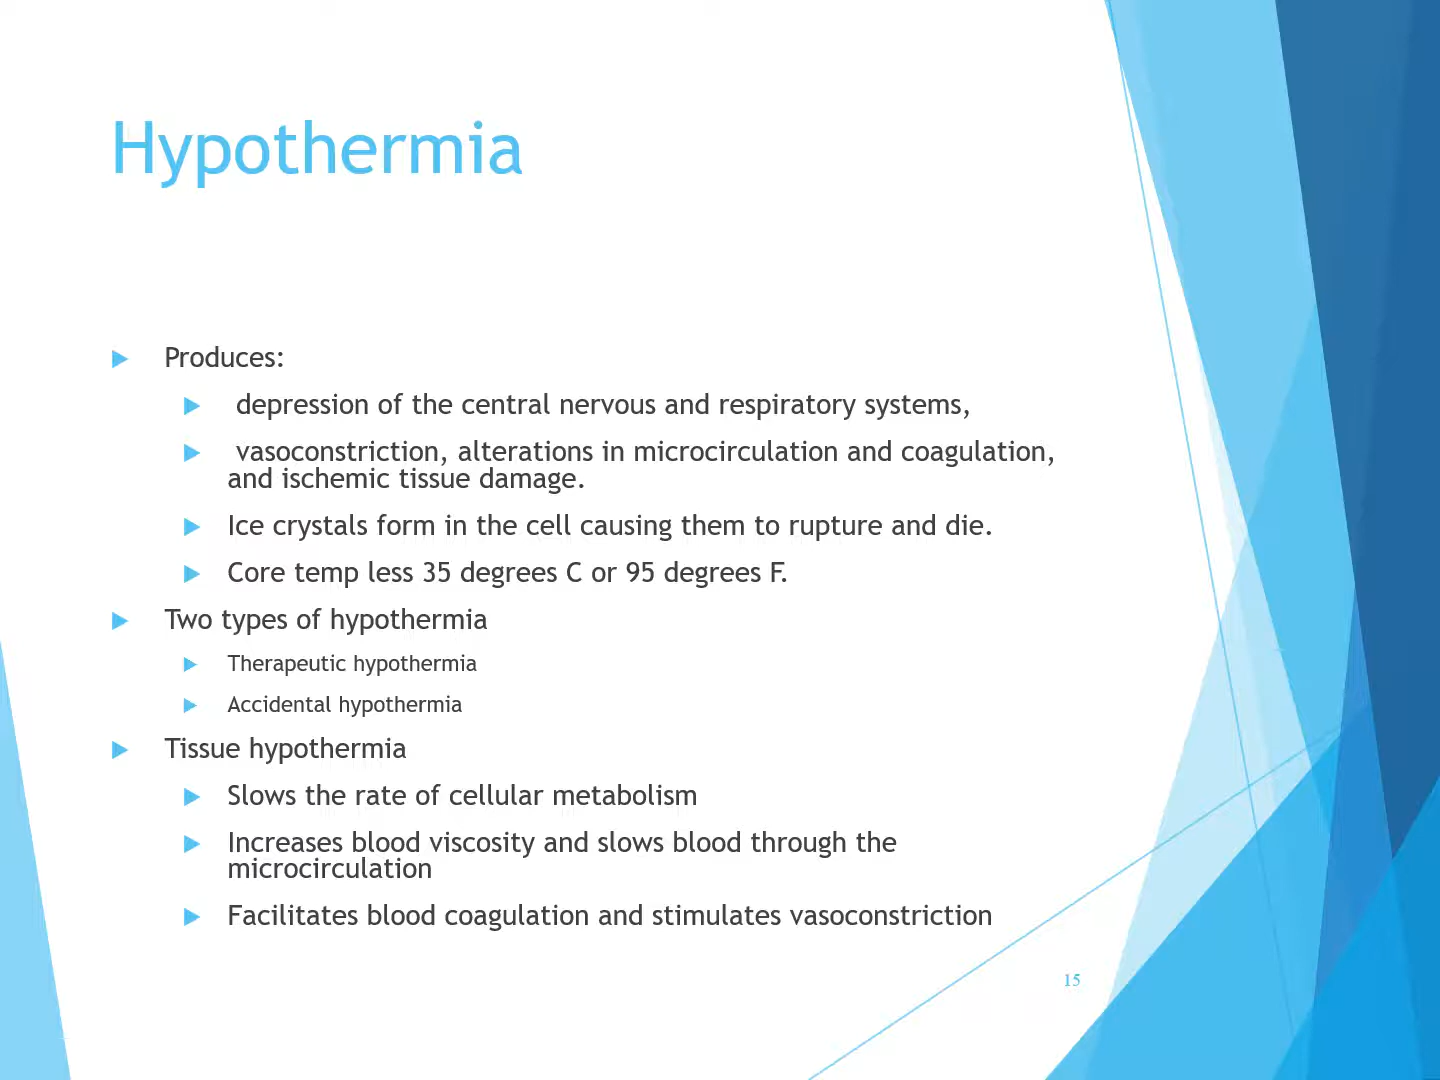 Hypothermia
Produces:
depression of the central nervous and respiratory systems,
vasoconstriction, alterations in microcirculation and coagulation,
and ischemic tissue damage.
Ice crystals form in the cell causing them to rupture and die.
Core temp less 35 degrees C or 95 degrees F.
Two types of hypothermia
Therapeutic hypothermia
Accidental hypothermia
Tissue hypothermia
Slows the rate of cellular metabolism
Increases blood viscosity and slows blood through the
microcirculation
Facilitates blood coagulation and stimulates vasoconstriction
15